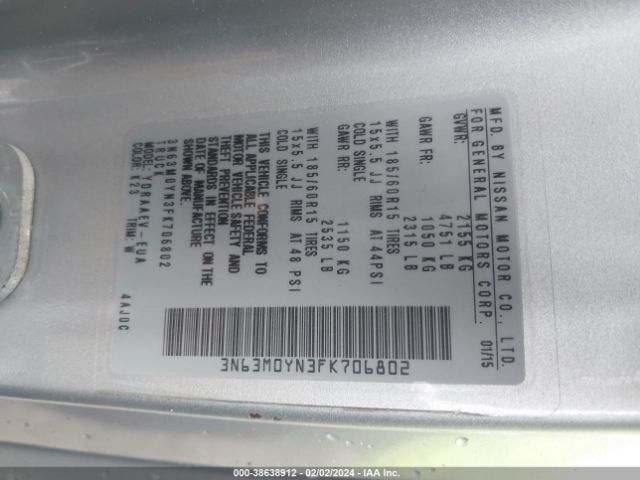 MFD. BY NISSAN MOTOR CO., LTD.
FOR GENERAL MOTORS CORP. 01/15
GVWR: 2155 KG
4751 LB
GAWR FR: 1050 KG
2315 LB
WITH 185/60R15 TIRES
15x5.5 JJ RIMS AT 44PSI
COLD SINGLE
GAWR RR: 1150 KG
2535 LB
WITH 185/60R15 TIRES
15x5.5 JJ RIMS AT 48 PSI
COLD SINGLE
THIS VEHICLE CONFORMS TO
ALL APPLICABLE FEDERAL
MOTOR VEHICLE SAFETY AND
THEFT PREVENTION
STANDARDS IN EFFECT ON THE
DATE OF MANUFACTURE
SHOWN ABOVE.
3N63M0YN3FK706802
TRUCK
MODEL: YDRAAEV-EUA
COLOR: K23 TRIM: W
4AJ0C
3N63M0YN3FK706802
000-38638912 - 02/02/2024 - IAA Inc.